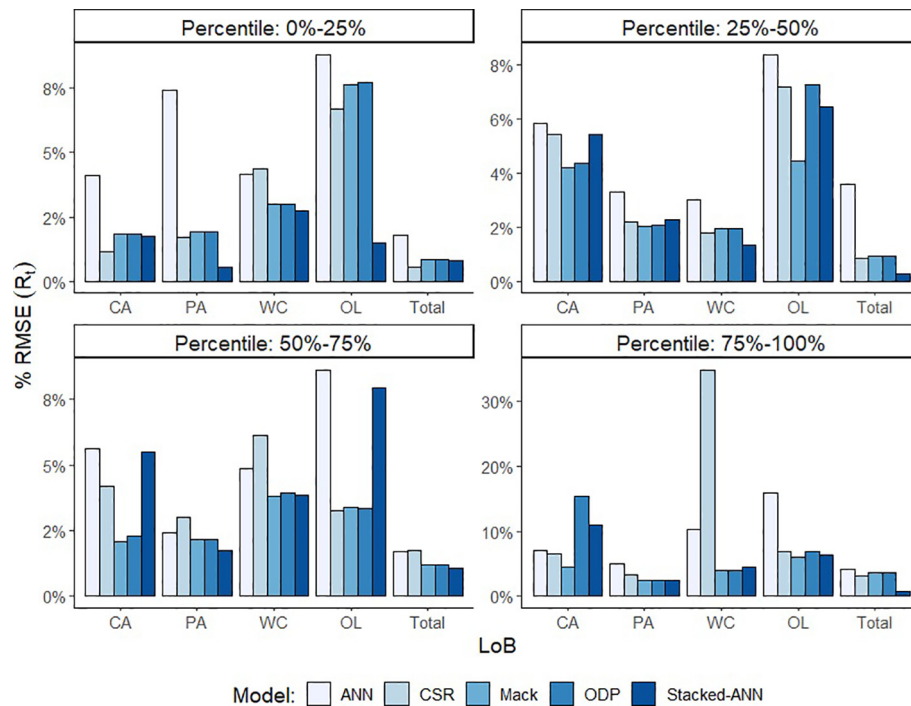 Percentile: 0%-25%
Percentile: 25%-50%
8%
5%
2%
0%
CA PA WC OL Total
8%
6%
4%
2%
0%
CA PA WC OL Total
% RMSE (Rt)
Percentile: 50%-75%
Percentile: 75%-100%
8%
5%
2%
0%
CA PA WC OL Total
30%
20%
10%
0%
CA PA WC OL Total
LoB
Model: ANN CSR Mack ODP Stacked-ANN